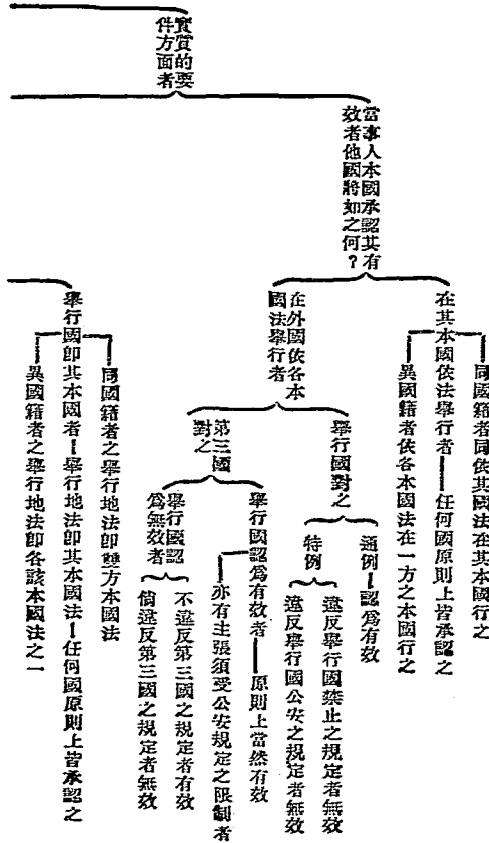 實質的要
件方面者
當事人本國承認其有
效者他國將如之何?
同國籍者同依其國法在其本國行之
在其本國依法舉行者——任何國原則上皆承認之
異國籍者依各本國法在一方之本國行之
在外國依各本
國法舉行者
舉行國對之
通例—認爲有效
特例
違反舉行國禁止之規定者無效
違反舉行國公安之規定者無效
第三國
對之
舉行國認爲有效者——原則上當然有效
亦有主張須受公安規定之限制者
舉行國認
爲無效者
不違反第三國之規定者有效
倘違反第三國之規定者無效
同國籍者之舉行地法卽雙方本國法
舉行國卽其本國者—舉行地法卽其本國法—任何國原則上皆承認之
異國籍者之舉行地法卽各該本國法之一